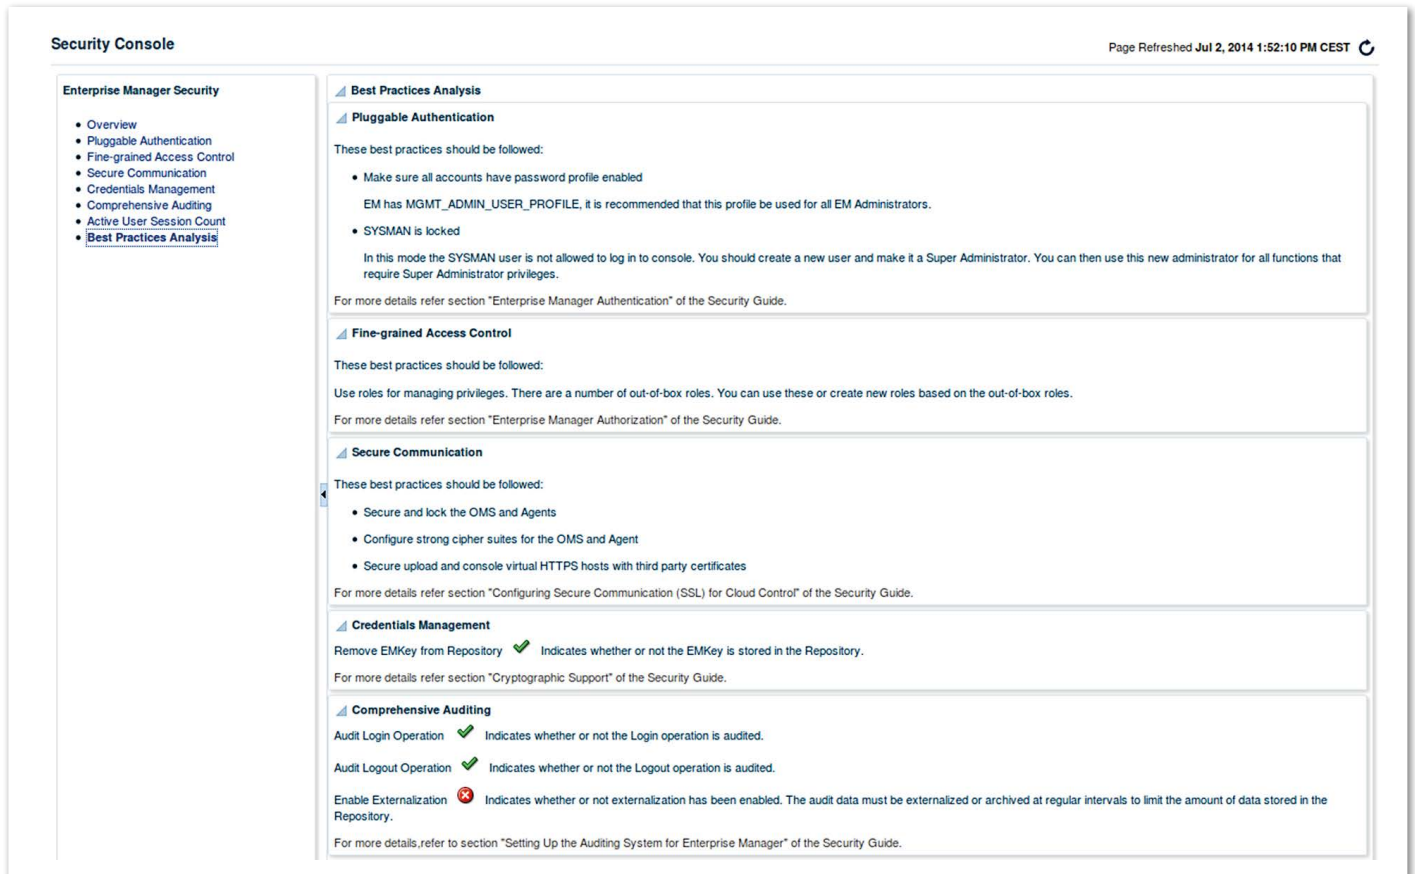 Security Console
Page Refreshed Jul 2, 2014 1:52:10 PM CEST
Enterprise Manager Security
Overview
Pluggable Authentication
Fine-grained Access Control
Secure Communication
Credentials Management
Comprehensive Auditing
Active User Session Count
Best Practices Analysis
Best Practices Analysis
Pluggable Authentication
These best practices should be followed:
Make sure all accounts have password profile enabled
EM has MGMT_ADMIN_USER_PROFILE, it is recommended that this profile be used for all EM Administrators.
SYSMAN is locked
In this mode the SYSMAN user is not allowed to log in to console. You should create a new user and make it a Super Administrator. You can then use this new administrator for all functions that
require Super Administrator privileges.
For more details refer section "Enterprise Manager Authentication" of the Security Guide.
Fine-grained Access Control
These best practices should be followed:
Use roles for managing privileges. There are a number of out-of-box roles. You can use these or create new roles based on the out-of-box roles.
For more details refer section "Enterprise Manager Authorization" of the Security Guide.
Secure Communication
These best practices should be followed:
Secure and lock the OMS and Agents
Configure strong cipher suites for the OMS and Agent
Secure upload and console virtual HTTPS hosts with third party certificates
For more details refer section "Configuring Secure Communication (SSL) for Cloud Control" of the Security Guide.
Credentials Management
Remove EMKey from Repository Indicates whether or not the EMKey is stored in the Repository.
For more details refer section "Cryptographic Support" of the Security Guide.
Comprehensive Auditing
Audit Login Operation Indicates whether or not the Login operation is audited.
Audit Logout Operation Indicates whether or not the Logout operation is audited.
Enable Externalization Indicates whether or not externalization has been enabled. The audit data must be externalized or archived at regular intervals to limit the amount of data stored in the
Repository.
For more details,refer to section "Setting Up the Auditing System for Enterprise Manager" of the Security Guide.